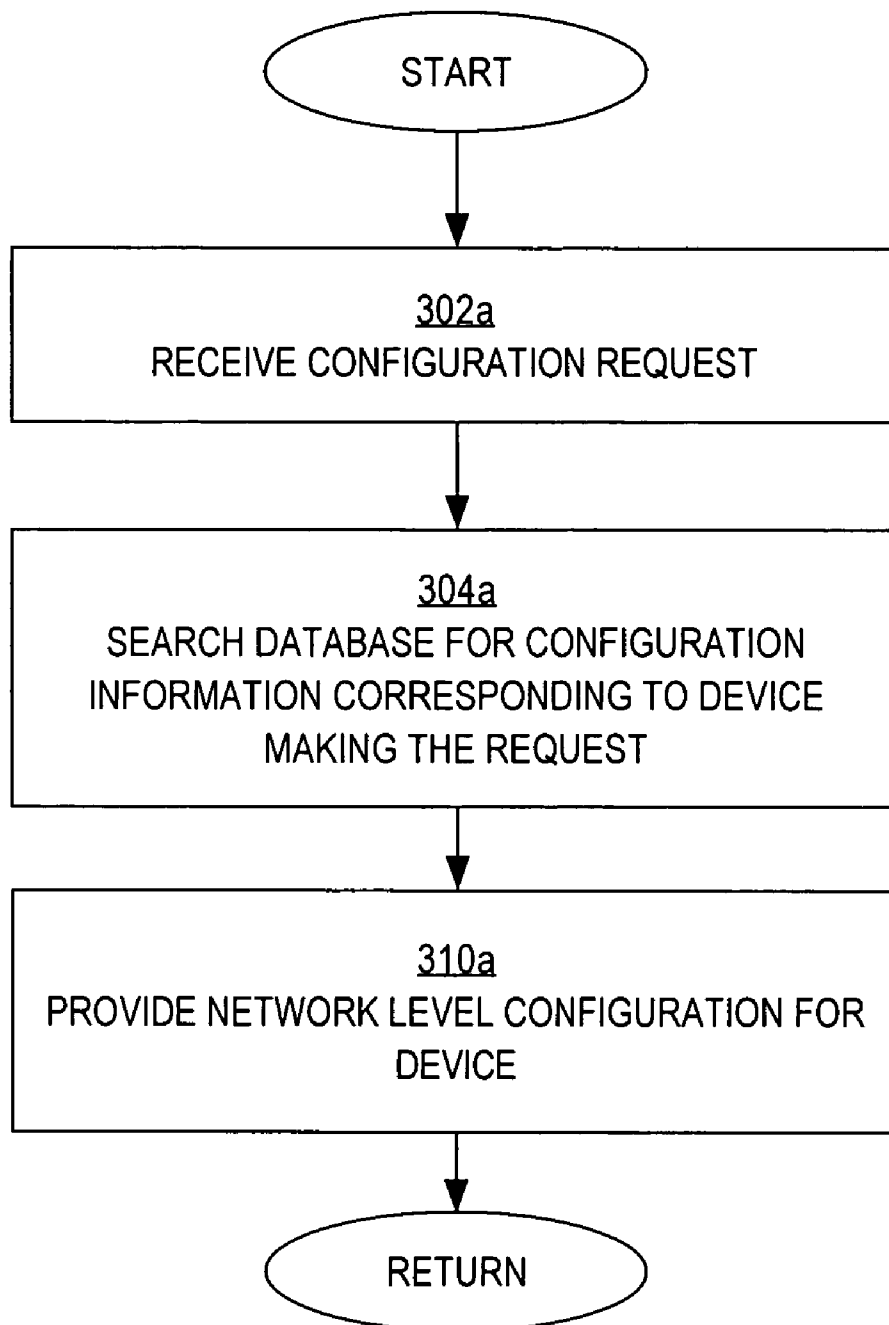 START
302a
RECEIVE CONFIGURATION REQUEST
304a
SEARCH DATABASE FOR CONFIGURATION
INFORMATION CORRESPONDING TO DEVICE
MAKING THE REQUEST
310a
PROVIDE NETWORK LEVEL CONFIGURATION FOR
DEVICE
RETURN